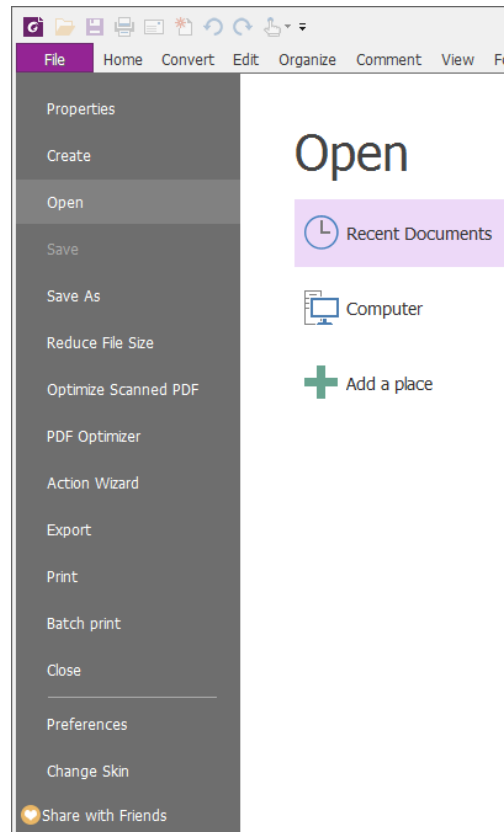 File Home Convert Edit Organize Comment View
Properties
Create
Open
Save
Save As
Reduce File Size
Optimize Scanned PDF
PDF Optimizer
Action Wizard
Export
Print
Batch print
Close
Preferences
Change Skin
Share with Friends
Open
Recent Documents
Computer
Add a place